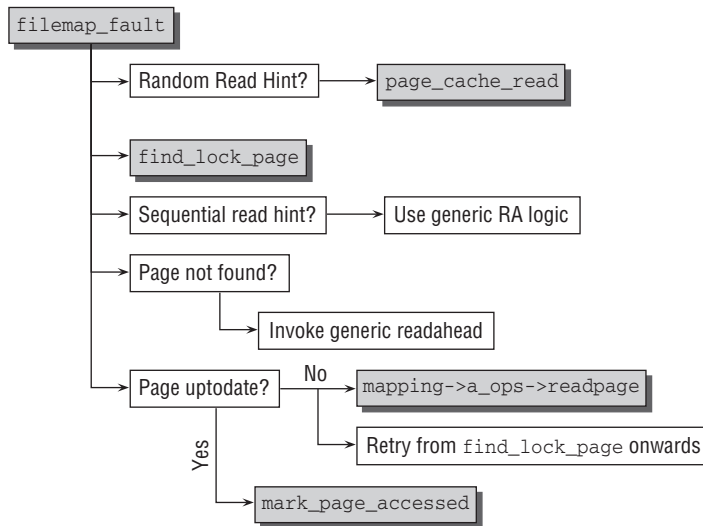 filemap_fault
Random Read Hint?
page_cache_read
find_lock_page
Sequential read hint?
Use generic RA logic
Page not found?
Invoke generic readahead
Page uptodate?
No
mapping->a_ops->readpage
Retry from find_lock_page onwards
Yes
mark_page_accessed